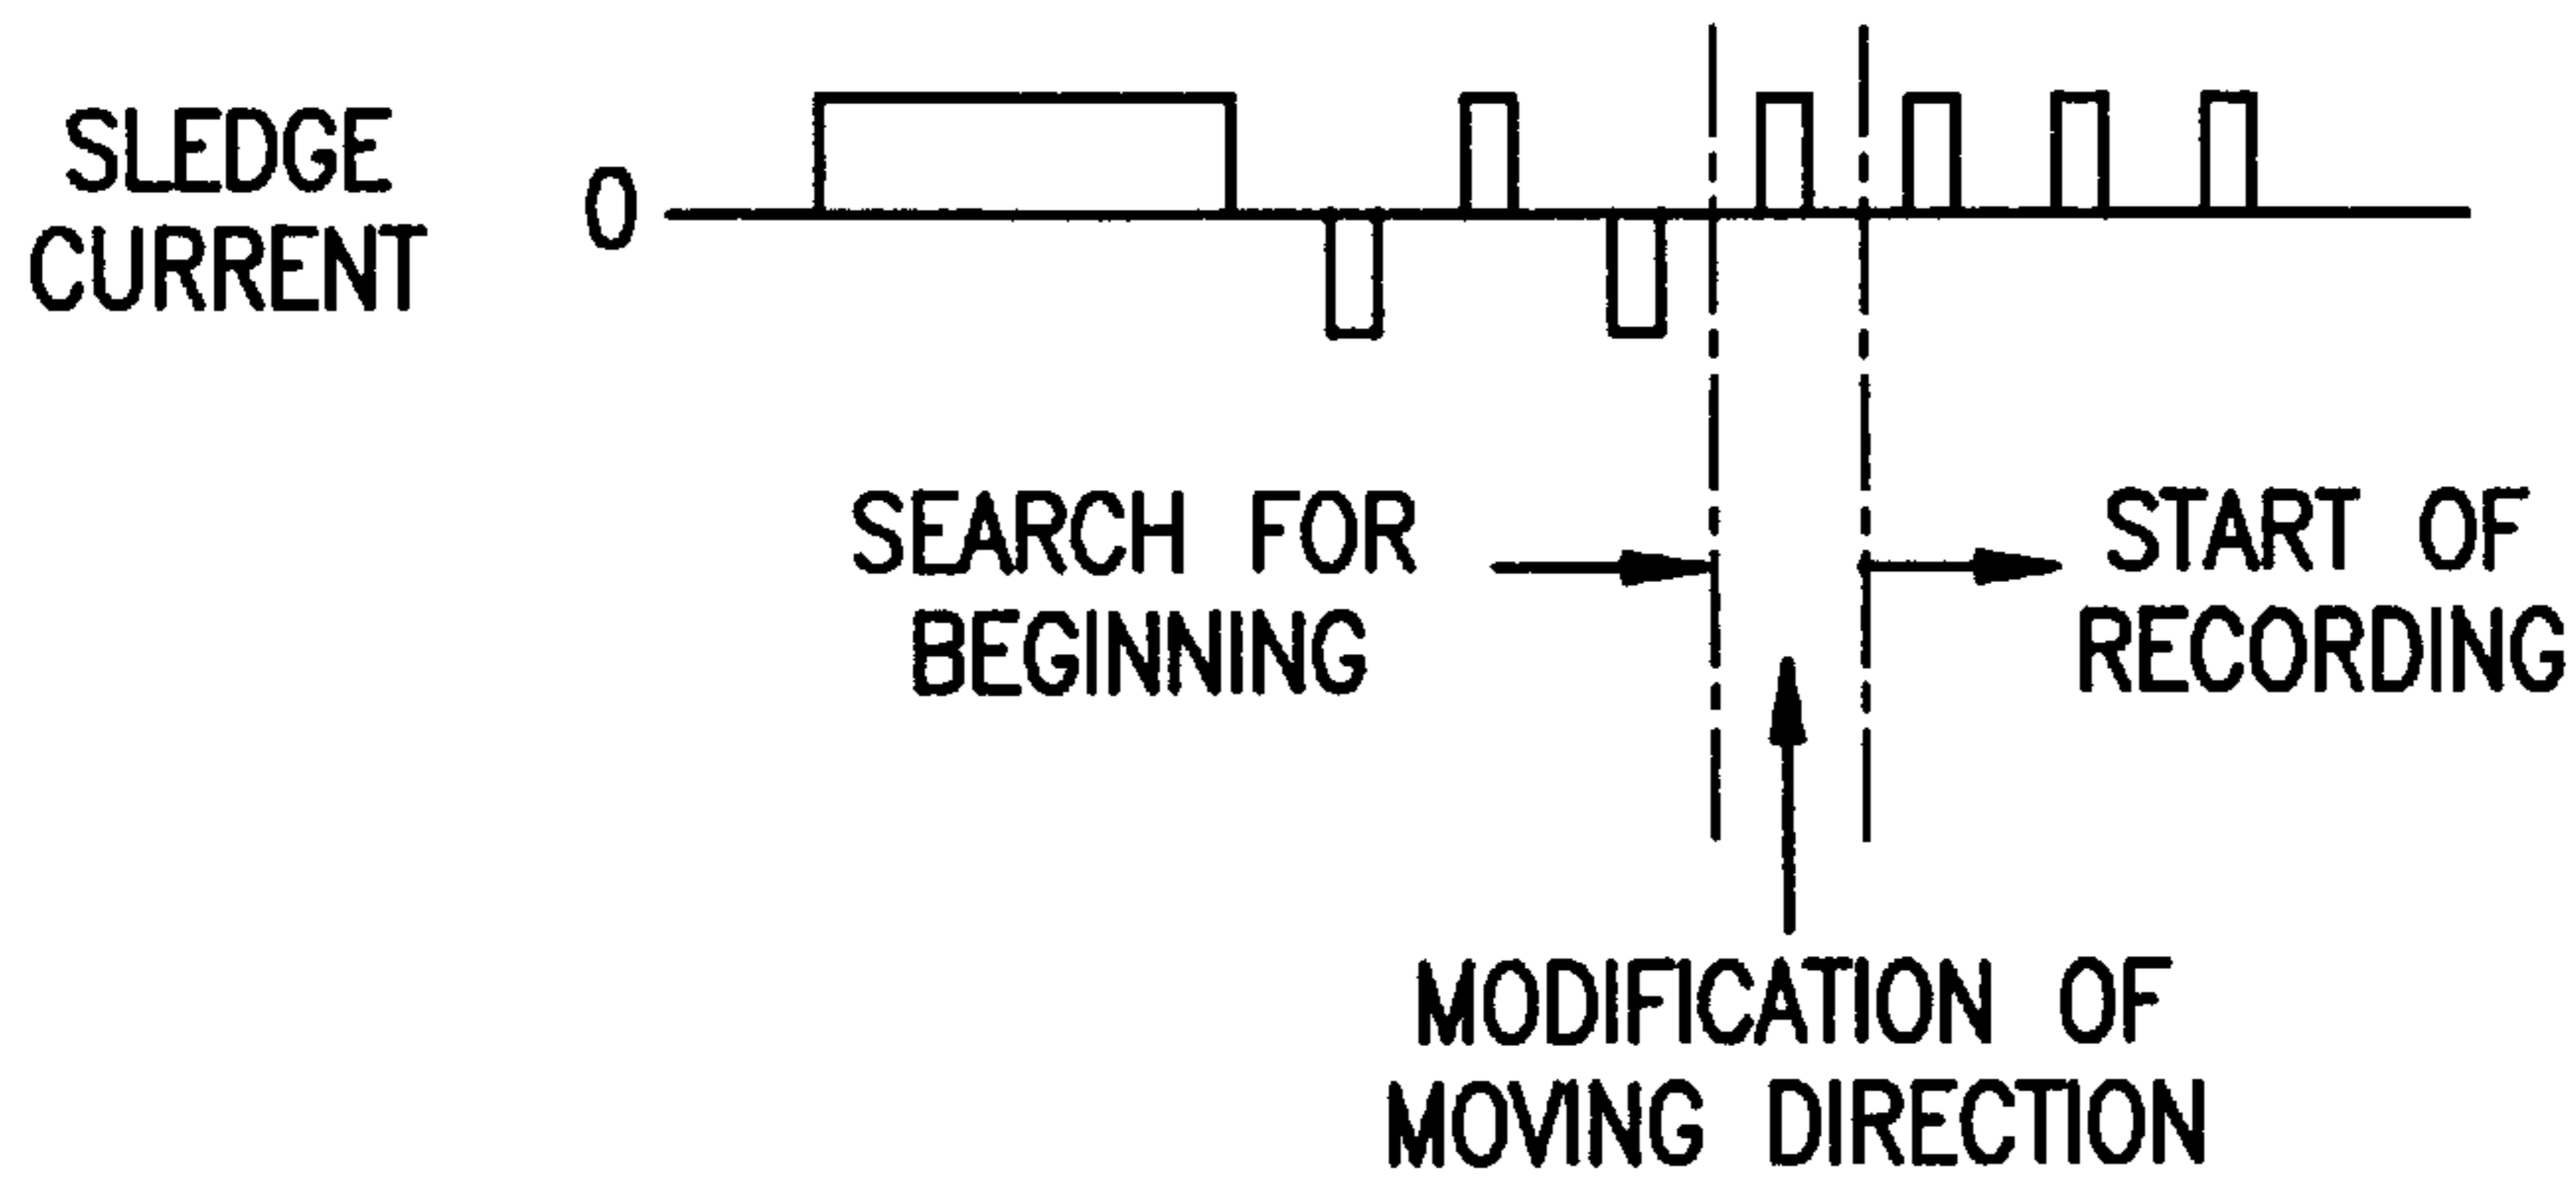 SLEDGE
CURRENT
0
SEARCH FOR
BEGINNING
START OF
RECORDING
MODIFICATION OF
MOVING DIRECTION